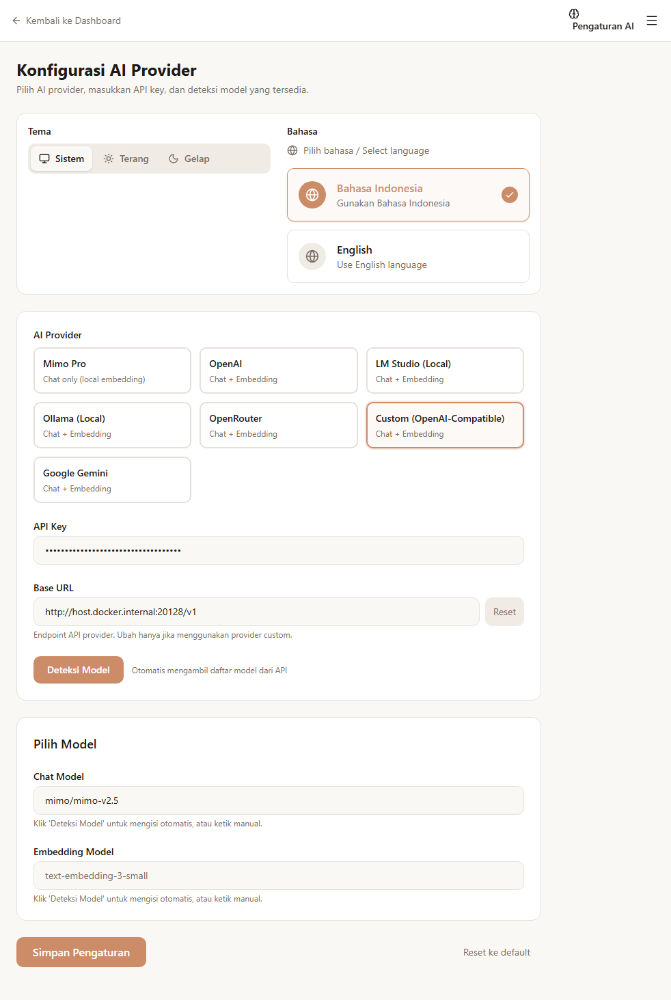 Kembali ke Dashboard
Pengaturan AI
Konfigurasi AI Provider
Pilih AI provider, masukkan API key, dan deteksi model yang tersedia.
Tema
Sistem
Terang
Gelap
Bahasa
Pilih bahasa / Select language
Bahasa Indonesia
Gunakan Bahasa Indonesia
English
Use English language
AI Provider
Mimo Pro
Chat only (local embedding)
OpenAI
Chat + Embedding
LM Studio (Local)
Chat + Embedding
Ollama (Local)
Chat + Embedding
OpenRouter
Chat + Embedding
Custom (OpenAI-Compatible)
Chat + Embedding
Google Gemini
Chat + Embedding
API Key
Base URL
http://host.docker.internal:20128/v1
Reset
Endpoint API provider. Ubah hanya jika menggunakan provider custom.
Deteksi Model
Otomatis mengambil daftar model dari API
Pilih Model
Chat Model
mimo/mimo-v2.5
Klik 'Deteksi Model' untuk mengisi otomatis, atau ketik manual.
Embedding Model
text-embedding-3-small
Klik 'Deteksi Model' untuk mengisi otomatis, atau ketik manual.
Simpan Pengaturan
Reset ke default